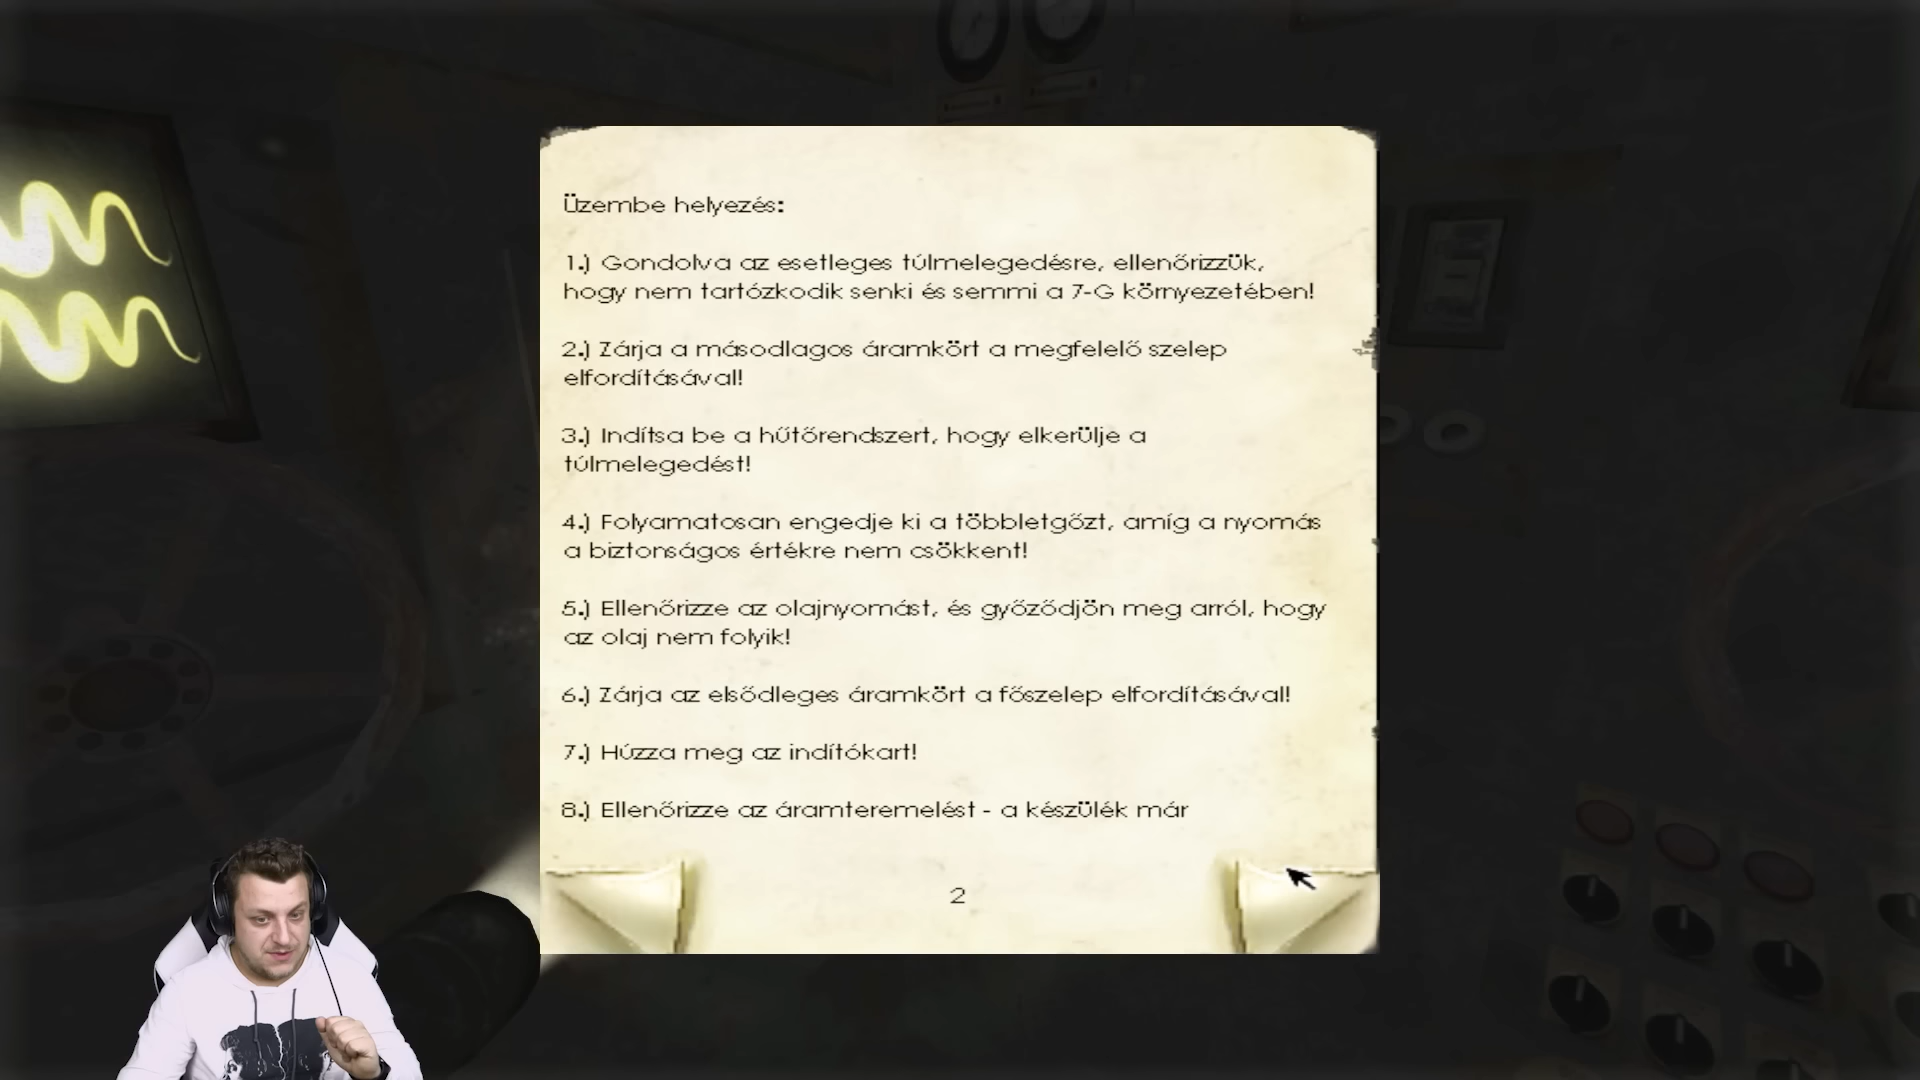 Üzembe helyezés:
1.) Gondolva az esetleges túlmelegedésre, ellenőrizzük,
hogy nem tartózkodik senki és semmi a 7-G környezetében!
2.) Zárja a másodlagos áramkört a megfelelő szelep
elfordításával!
3.) Indítsa be a hűtőrendszert, hogy elkerülje a
túlmelegedést!
4.) Folyamatosan engedje ki a többletgőzt, amíg a nyomás
a biztonságos értékre nem csökkent!
5.) Ellenőrizze az olajnyomást, és győződjön meg arról, hogy
az olaj nem folyik!
6.) Zárja az elsődleges áramkört a főszelep elfordításával!
7.) Húzza meg az indítókart!
8.) Ellenőrizze az áramteremelést - a készülék már
2